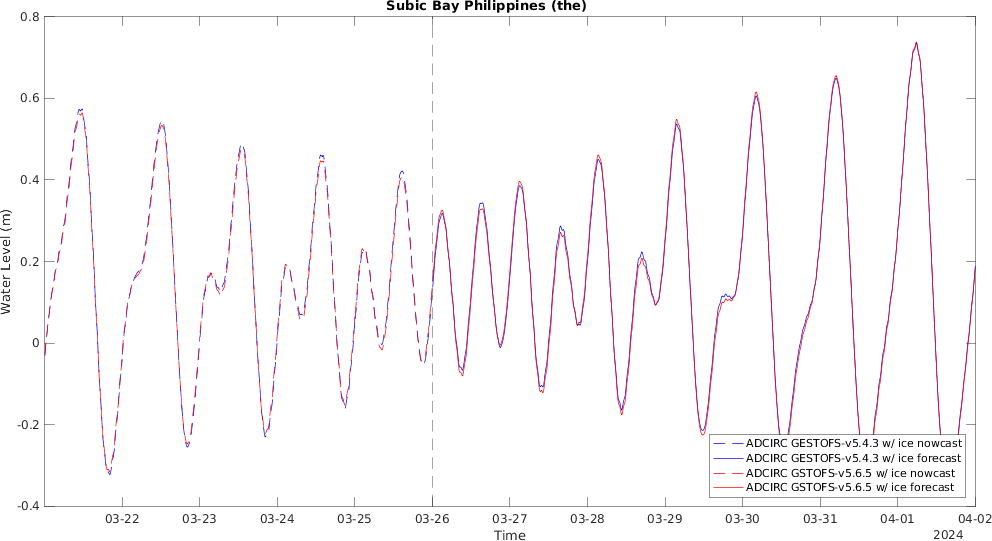 Subic Bay Philippines (the)
0.8
0.6
0.4
0.2
0
-0.2
-0.4
Water Level (m)
ADCIRC GESTOFS-v5.4.3 w/ ice nowcast
ADCIRC GESTOFS-v5.4.3 w/ ice forecast
ADCIRC GSTOFS-v5.6.5 w/ ice nowcast
ADCIRC GSTOFS-v5.6.5 w/ ice forecast
03-22 03-23 03-24 03-25 03-26 03-27 03-28 03-29 03-30 03-31 04-01 04-02
Time
2024